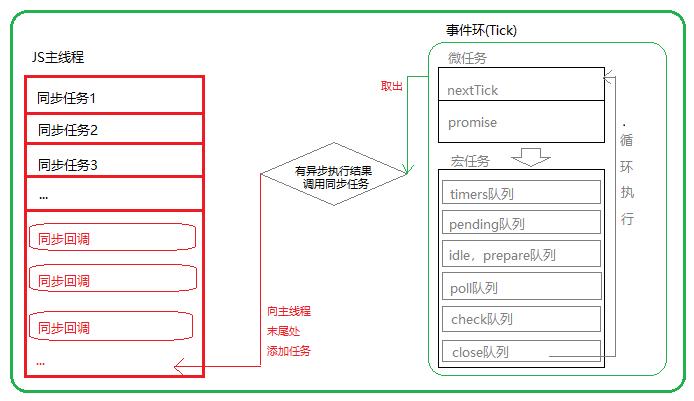 事件环(Tick)
JS主线程
同步任务1
同步任务2
同步任务3
...
同步回调
同步回调
同步回调
...
有异步执行结果
调用同步任务
向主线程
末尾处
添加任务
取出
微任务
nextTick
promise
宏任务
timers队列
pending队列
idle，prepare队列
poll队列
check队列
close队列
循
环
执
行